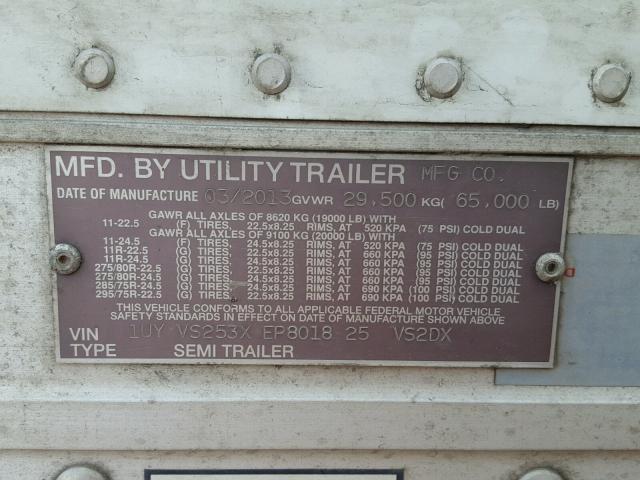 MFD. BY UTILITY TRAILER MFG CO.
DATE OF MANUFACTURE 03/2013 GVWR 29,500 KG( 65,000 LB)
GAWR ALL AXLES OF 8620 KG (19000 LB) WITH
11-22.5 (F) TIRES, 22.5x8.25 RIMS, AT 520 KPA (75 PSI) COLD DUAL
GAWR ALL AXLES OF 9100 KG (20000 LB) WITH
11-24.5 (F) TIRES, 24.5x8.25 RIMS, AT 520 KPA (75 PSI) COLD DUAL
11R-22.5 (G) TIRES, 22.5x8.25 RIMS, AT 660 KPA (95 PSI) COLD DUAL
11R-24.5 (G) TIRES, 24.5x8.25 RIMS, AT 660 KPA (95 PSI) COLD DUAL
275/80R-22.5 (G) TIRES, 22.5x8.25 RIMS, AT 660 KPA (95 PSI) COLD DUAL
275/80R-24.5 (G) TIRES, 24.5x8.25 RIMS, AT 660 KPA (95 PSI) COLD DUAL
285/75R-24.5 (G) TIRES, 24.5x8.25 RIMS, AT 690 KPA (100 PSI) COLD DUAL
295/75R-22.5 (G) TIRES, 22.5x8.25 RIMS, AT 690 KPA (100 PSI) COLD DUAL
THIS VEHICLE CONFORMS TO ALL APPLICABLE FEDERAL MOTOR VEHICLE
SAFETY STANDARDS IN EFFECT ON DATE OF MANUFACTURE SHOWN ABOVE
VIN 1UY VS253X EP8018 25 VS2DX
TYPE SEMI TRAILER